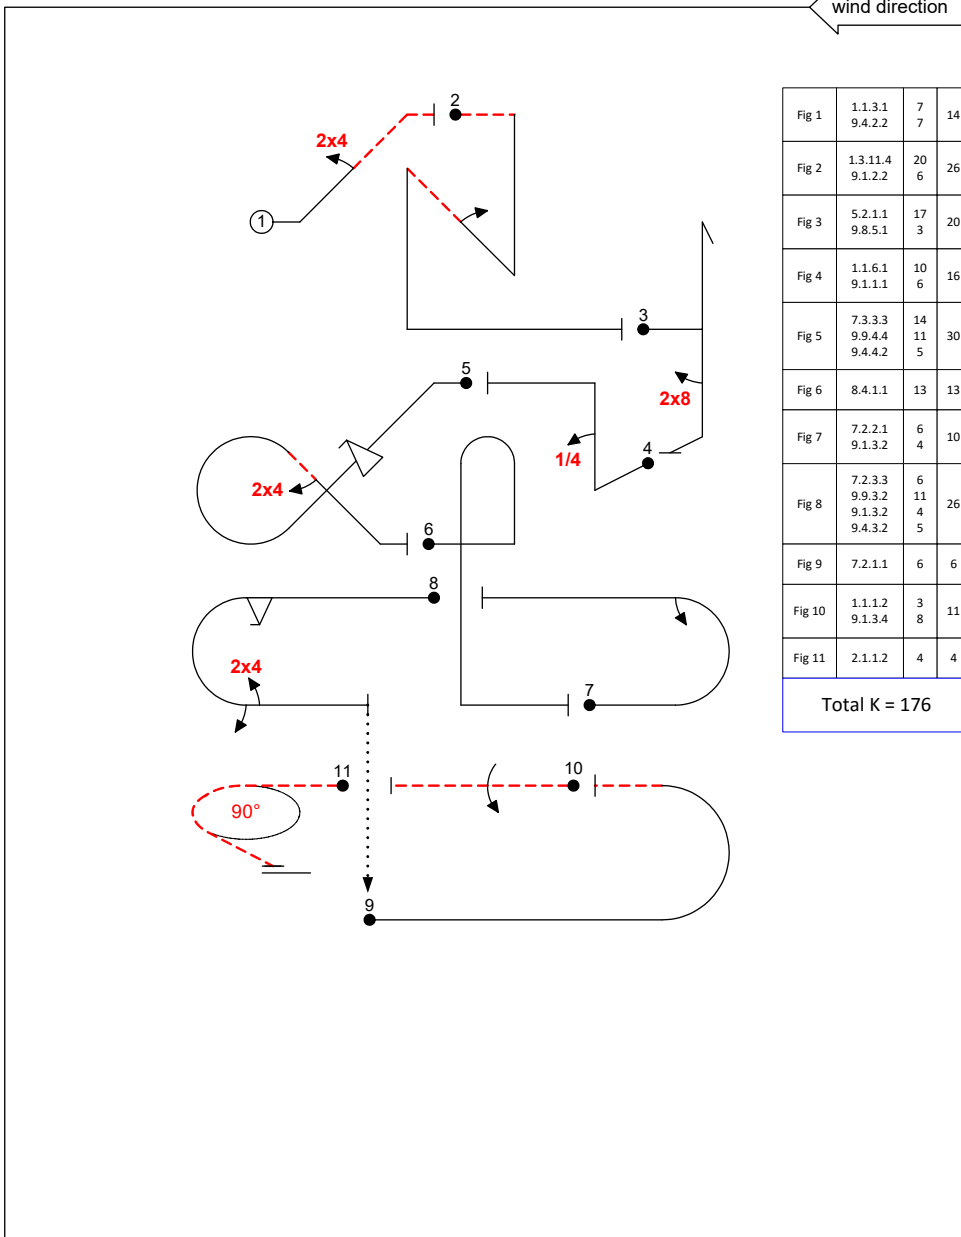 wind direction
2
2x4
1
3
2x8
4
5
1/4
2x4
6
8
2x4
7
11
10
90°
9
Fig 1 1.1.3.1 7 14
9.4.2.2 7
Fig 2 1.3.11.4 20 26
9.1.2.2 6
Fig 3 5.2.1.1 17 20
9.8.5.1 3
Fig 4 1.1.6.1 10 16
9.1.1.1 6
Fig 5 7.3.3.3 14 30
9.9.4.4 11
9.4.4.2 5
Fig 6 8.4.1.1 13 13
Fig 7 7.2.2.1 6 10
9.1.3.2 4
Fig 8 7.2.3.3 6 26
9.9.3.2 11
9.1.3.2 4
9.4.3.2 5
Fig 9 7.2.1.1 6 6
Fig 10 1.1.1.2 3 11
9.1.3.4 8
Fig 11 2.1.1.2 4 4
Total K = 176